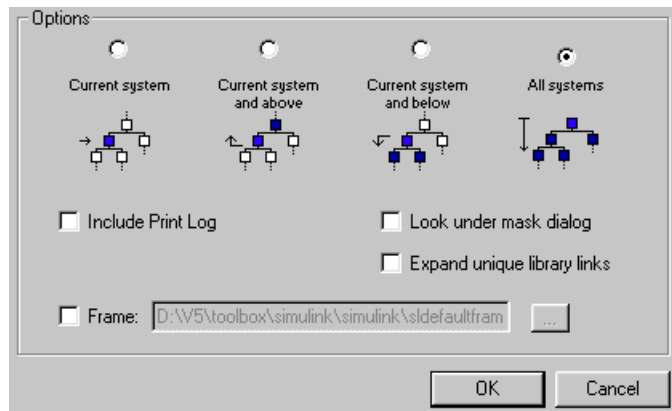 Options
Current system
Current system
and above
Current system
and below
All systems
Include Print Log
Look under mask dialog
Expand unique library links
Frame: D:\V5\toolbox\simulink\simulink\sldefaultfram ...
OK Cancel